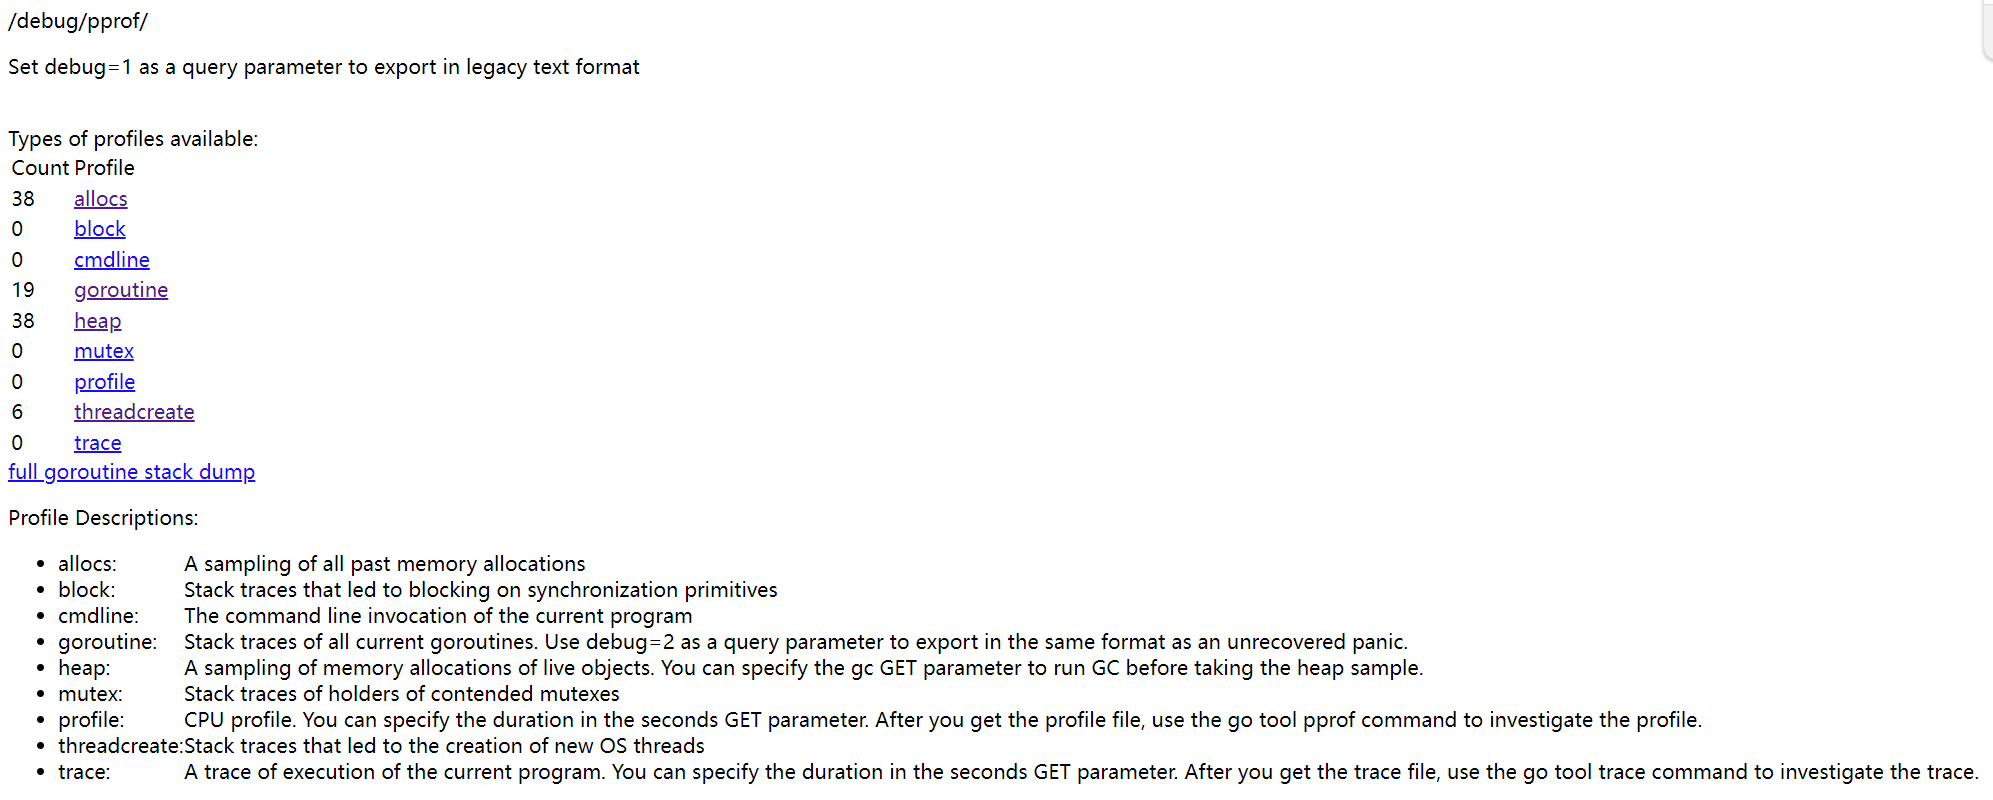 /debug/pprof/
Set debug=1 as a query parameter to export in legacy text format
Types of profiles available:
Count Profile
38 allocs
0 block
0 cmdline
19 goroutine
38 heap
0 mutex
0 profile
6 threadcreate
0 trace
full goroutine stack dump
Profile Descriptions:
• allocs: A sampling of all past memory allocations
• block: Stack traces that led to blocking on synchronization primitives
• cmdline: The command line invocation of the current program
• goroutine: Stack traces of all current goroutines. Use debug=2 as a query parameter to export in the same format as an unrecovered panic.
• heap: A sampling of memory allocations of live objects. You can specify the gc GET parameter to run GC before taking the heap sample.
• mutex: Stack traces of holders of contended mutexes
• profile: CPU profile. You can specify the duration in the seconds GET parameter. After you get the profile file, use the go tool pprof command to investigate the profile.
• threadcreate:Stack traces that led to the creation of new OS threads
• trace: A trace of execution of the current program. You can specify the duration in the seconds GET parameter. After you get the trace file, use the go tool trace command to investigate the trace.